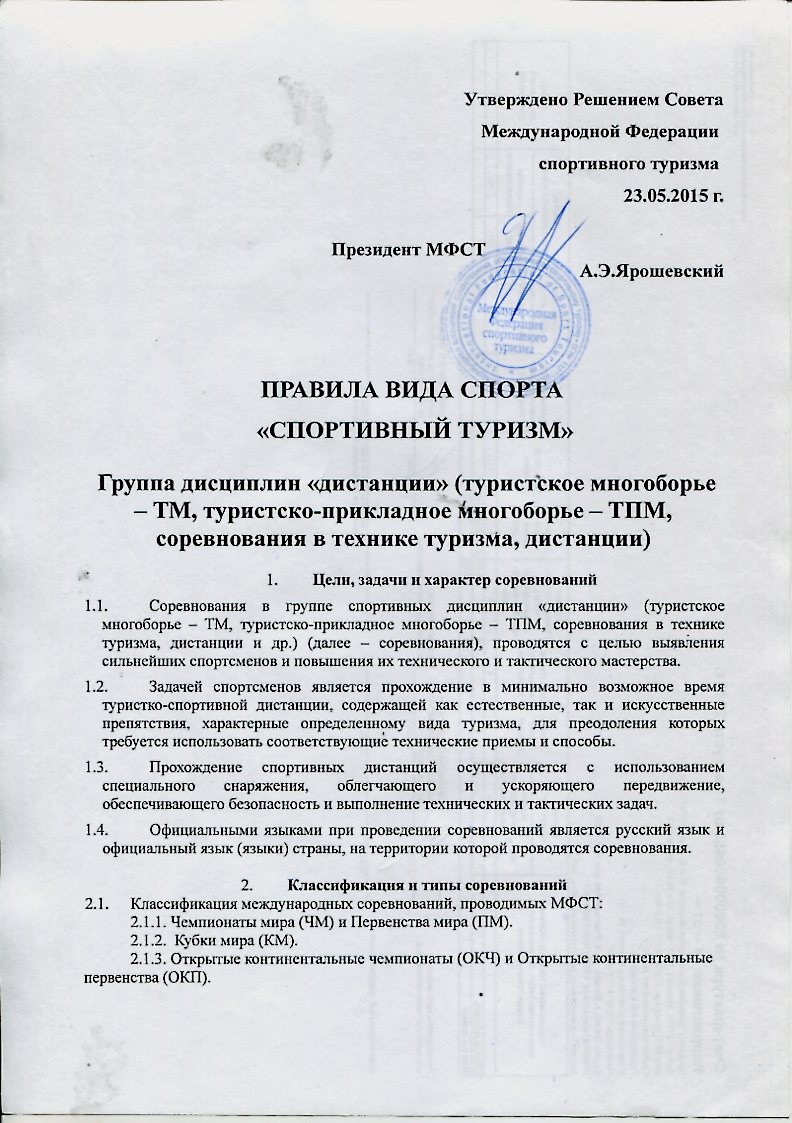 Утверждено Решением Совета
Международной Федерации
спортивного туризма
23.05.2015 г.
Президент МФСТ
А.Э.Ярошевский
Международная
Федерация
спортивного
туризма
ПРАВИЛА ВИДА СПОРТА
«СПОРТИВНЫЙ ТУРИЗМ»
Группа дисциплин «дистанции» (туристское многоборье
– ТМ, туристско-прикладное многоборье – ТПМ,
соревнования в технике туризма, дистанции)
1. Цели, задачи и характер соревнований
1.1. Соревнования в группе спортивных дисциплин «дистанции» (туристское
многоборье – ТМ, туристско-прикладное многоборье – ТПМ, соревнования в технике
туризма, дистанции и др.) (далее – соревнования), проводятся с целью выявления
сильнейших спортсменов и повышения их технического и тактического мастерства.
1.2. Задачей спортсменов является прохождение в минимально возможное время
туристко-спортивной дистанции, содержащей как естественные, так и искусственные
препятствия, характерные определенному вида туризма, для преодоления которых
требуется использовать соответствующие технические приемы и способы.
1.3. Прохождение спортивных дистанций осуществляется с использованием
специального снаряжения, облегчающего и ускоряющего передвижение,
обеспечивающего безопасность и выполнение технических и тактических задач.
1.4. Официальными языками при проведении соревнований является русский язык и
официальный язык (языки) страны, на территории которой проводятся соревнования.
2. Классификация и типы соревнований
2.1. Классификация международных соревнований, проводимых МФСТ:
2.1.1. Чемпионаты мира (ЧМ) и Первенства мира (ПМ).
2.1.2. Кубки мира (КМ).
2.1.3. Открытые континентальные чемпионаты (ОКЧ) и Открытые континентальные
первенства (ОКП).